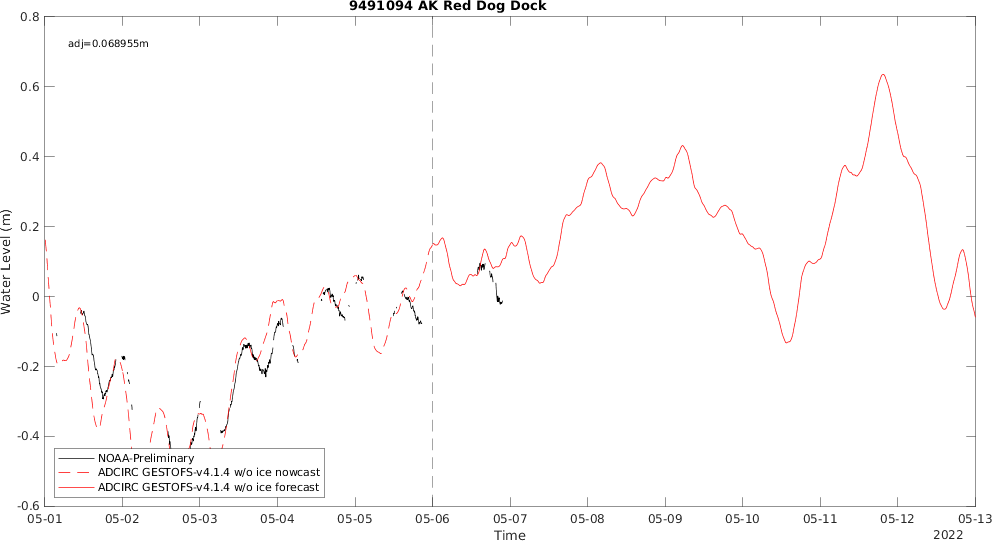 9491094 AK Red Dog Dock
adj=0.068955m
0.8
0.6
0.4
0.2
0
-0.2
-0.4
-0.6
Water Level (m)
NOAA-Preliminary
ADCIRC GESTOFS-v4.1.4 w/o ice nowcast
ADCIRC GESTOFS-v4.1.4 w/o ice forecast
05-01 05-02 05-03 05-04 05-05 05-06 05-07 05-08 05-09 05-10 05-11 05-12 05-13
Time
2022